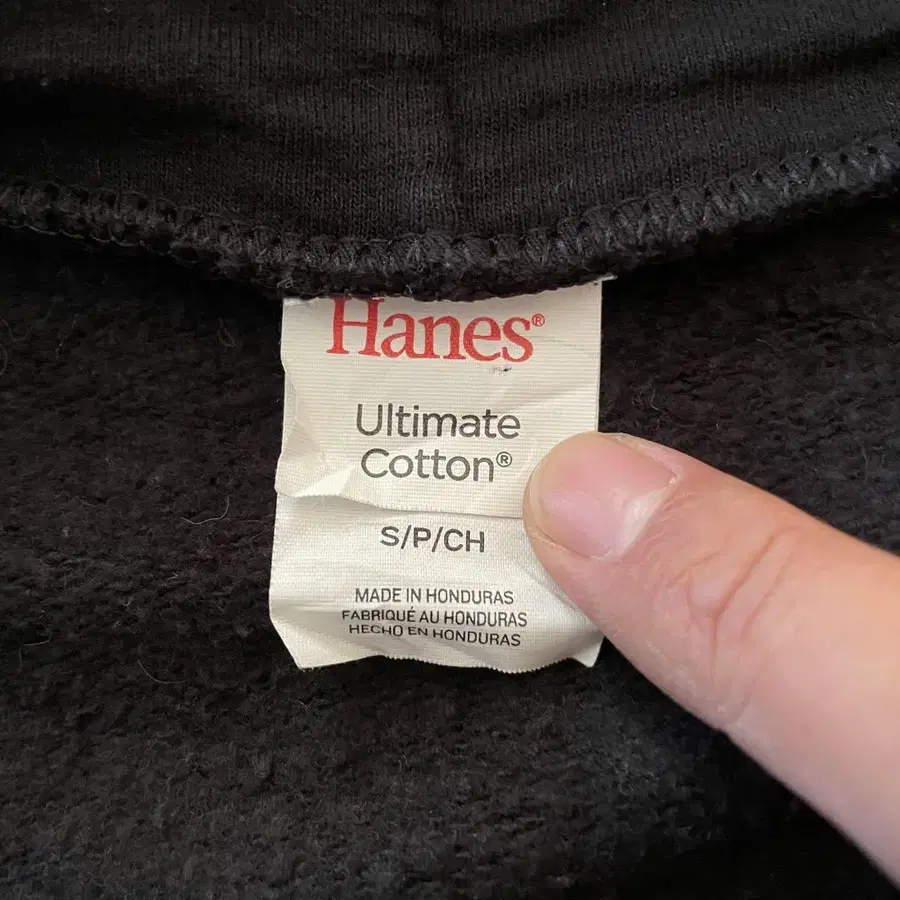 Hanes®
Ultimate
Cotton®
S/P/CH
MADE IN HONDURAS
FABRIQUÉ AU HONDURAS
HECHO EN HONDURAS